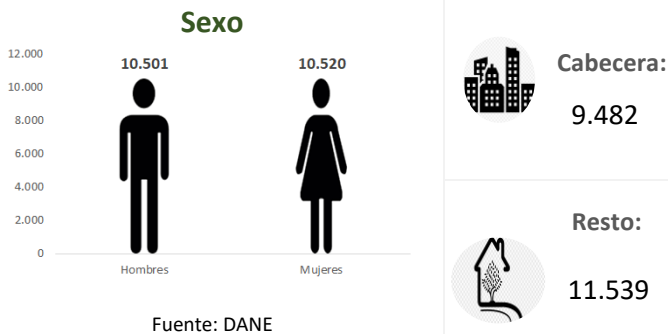 Sexo
12.000
10.000
8.000
6.000
4.000
2.000
0
10.501
10.520
Hombres
Mujeres
Fuente: DANE
Cabecera:
9.482
Resto:
11.539